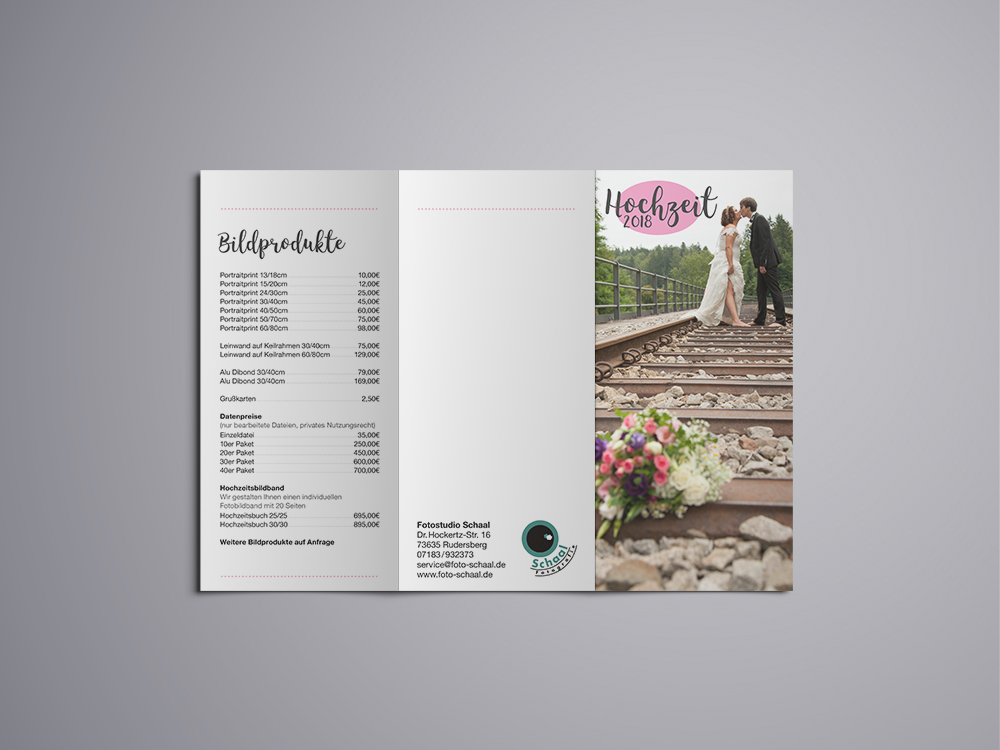 Bildprodukte
Portraitprint 13/18cm 10,00€
Portraitprint 15/20cm 12,00€
Portraitprint 24/30cm 25,00€
Portraitprint 30/40cm 45,00€
Portraitprint 40/50cm 60,00€
Portraitprint 50/70cm 75,00€
Portraitprint 60/80cm 98,00€
Leinwand auf Keilrahmen 30/40cm 75,00€
Leinwand auf Keilrahmen 60/80cm 129,00€
Alu Dibond 30/40cm 79,00€
Alu Dibond 30/40cm 169,00€
Grußkarten 2,50€
Datenpreise
(nur bearbeitete Dateien, privates Nutzungsrecht)
Einzeldatei 35,00€
10er Paket 250,00€
20er Paket 450,00€
30er Paket 600,00€
40er Paket 700,00€
Hochzeitsbildband
Wir gestalten Ihnen einen individuellen
Fotobildband mit 20 Seiten
Hochzeitsbuch 25/25 695,00€
Hochzeitsbuch 30/30 895,00€
Weitere Bildprodukte auf Anfrage
Fotostudio Schaal
Dr. Hockertz-Str. 16
73635 Rudersberg
07183/932373
service@foto-schaal.de
www.foto-schaal.de
Schaal
Fotografie
Hochzeit
2018